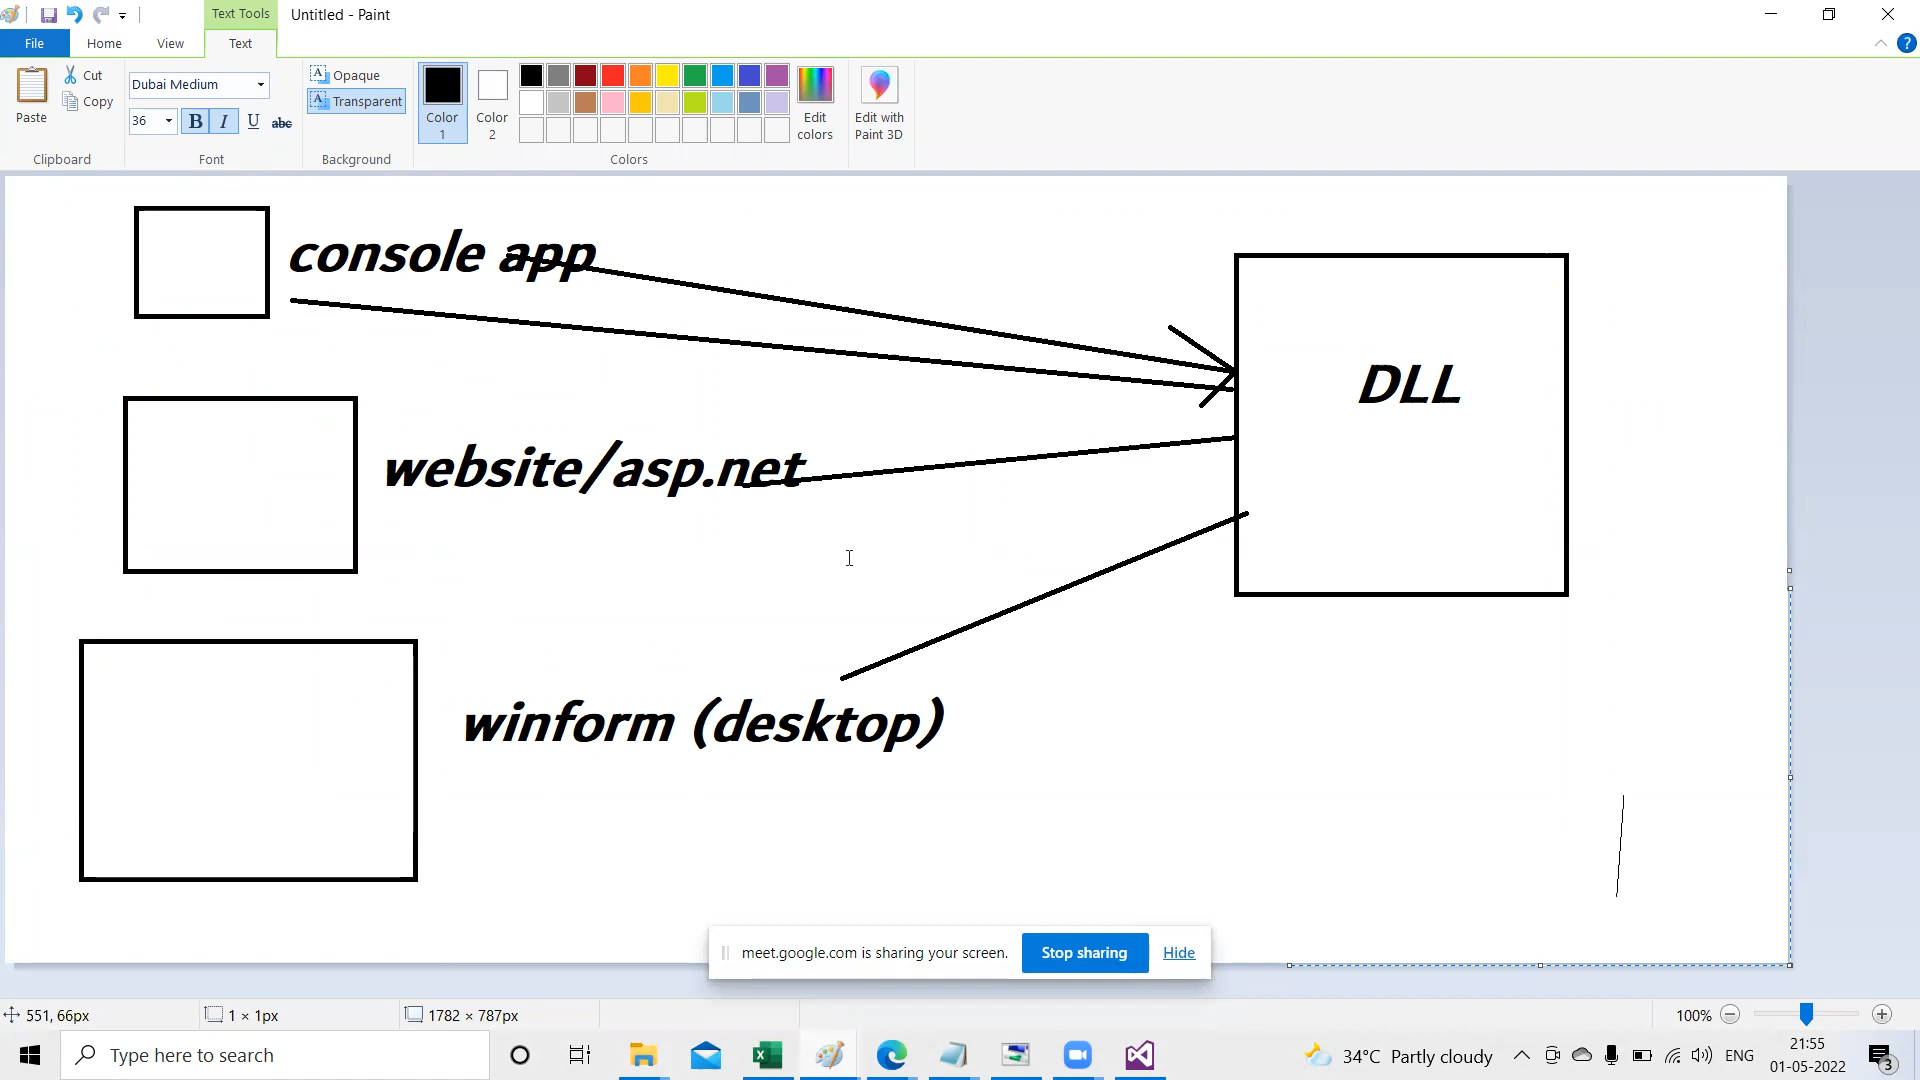 Text Tools
Untitled - Paint
File
Home
View
Text
Paste
Cut
Copy
Clipboard
Dubai Medium
36
B
I
U
abc
Font
Opaque
Transparent
Background
Color
1
Color
2
Edit
colors
Colors
Edit with
Paint 3D
console app
DLL
website/asp.net
winform (desktop)
meet.google.com is sharing your screen.
Stop sharing
Hide
551, 66px
1 × 1px
1782 × 787px
100%
Type here to search
34°C Partly cloudy
ENG
21:55
01-05-2022
3